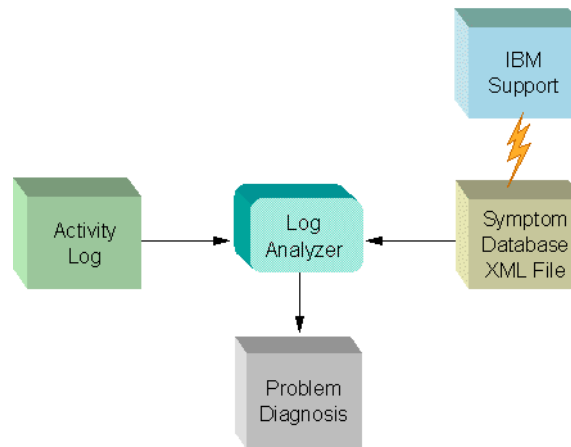 IBM
Support
Activity
Log
Log
Analyzer
Symptom
Database
XML File
Problem
Diagnosis